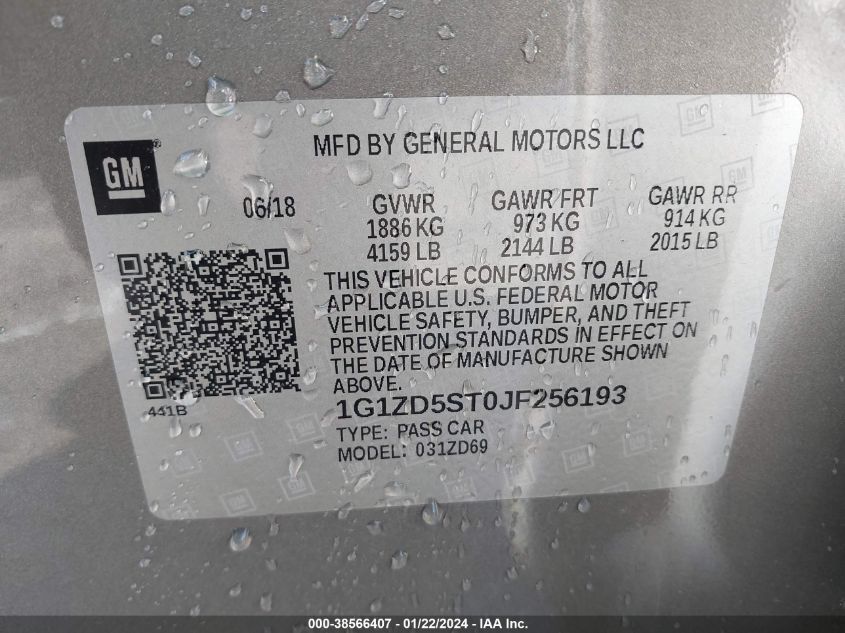 MFD BY GENERAL MOTORS LLC
GM
06/18
GVWR
1886 KG
4159 LB
GAWR FRT
973 KG
2144 LB
GAWR RR
914 KG
2015 LB
THIS VEHICLE CONFORMS TO ALL
APPLICABLE U.S. FEDERAL MOTOR
VEHICLE SAFETY, BUMPER, AND THEFT
PREVENTION STANDARDS IN EFFECT ON
THE DATE OF MANUFACTURE SHOWN
ABOVE.
441B
1G1ZD5ST0JF256193
TYPE: PASS CAR
MODEL: 031ZD69
000-38566407 - 01/22/2024 - IAA Inc.